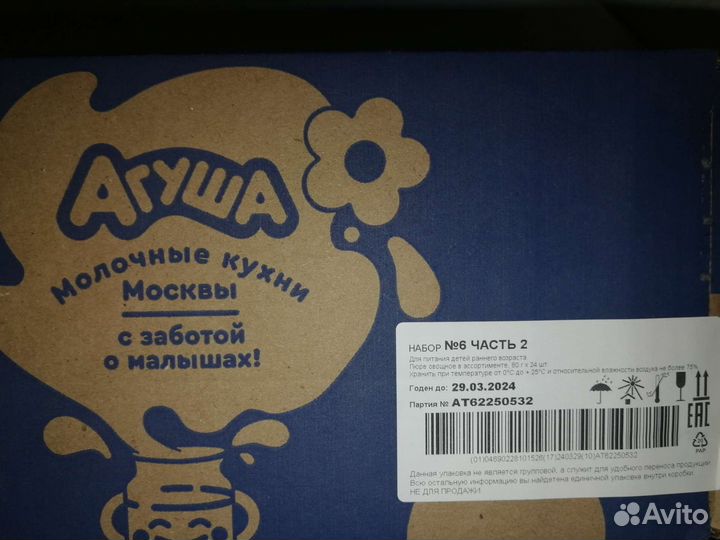 АГУША
Молочные кухни
Москвы
с заботой
о малышах!
НАБОР №6 ЧАСТЬ 2
Для питания детей раннего возраста.
Пюре овощное в ассортименте, 80 г х 24 шт.
Хранить при температуре от 0°С до + 25°С и относительной влажности воздуха не более 75%
Годен до: 29.03.2024
Партия № АТ62250532
EAC
PAP
(01)04690228101526(17)240329(10)АТ62250532
Данная упаковка не является групповой, а служит для удобного переноса продукции.
Всю остальную информацию вы найдете на единичной упаковке внутри коробки.
НЕ ДЛЯ ПРОДАЖИ
Avito